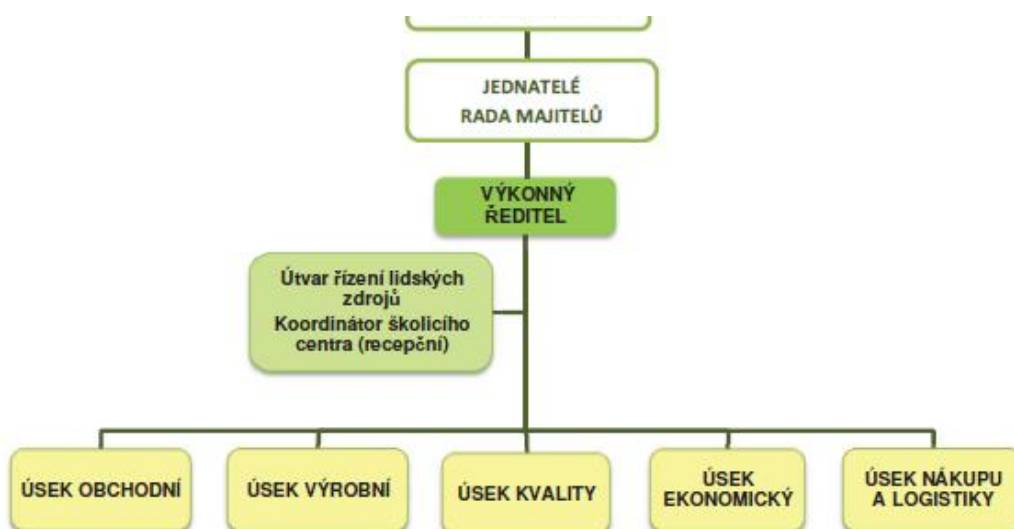 JEDNATELÉ
RADA MAJITELŮ
VÝKONNÝ
ŘEDITEL
Útvar řízení lidských
zdrojů
Koordinátor školicího
centra (recepční)
ÚSEK OBCHODNÍ
ÚSEK VÝROBNÍ
ÚSEK KVALITY
ÚSEK
EKONOMICKÝ
ÚSEK NÁKUPU
A LOGISTIKY